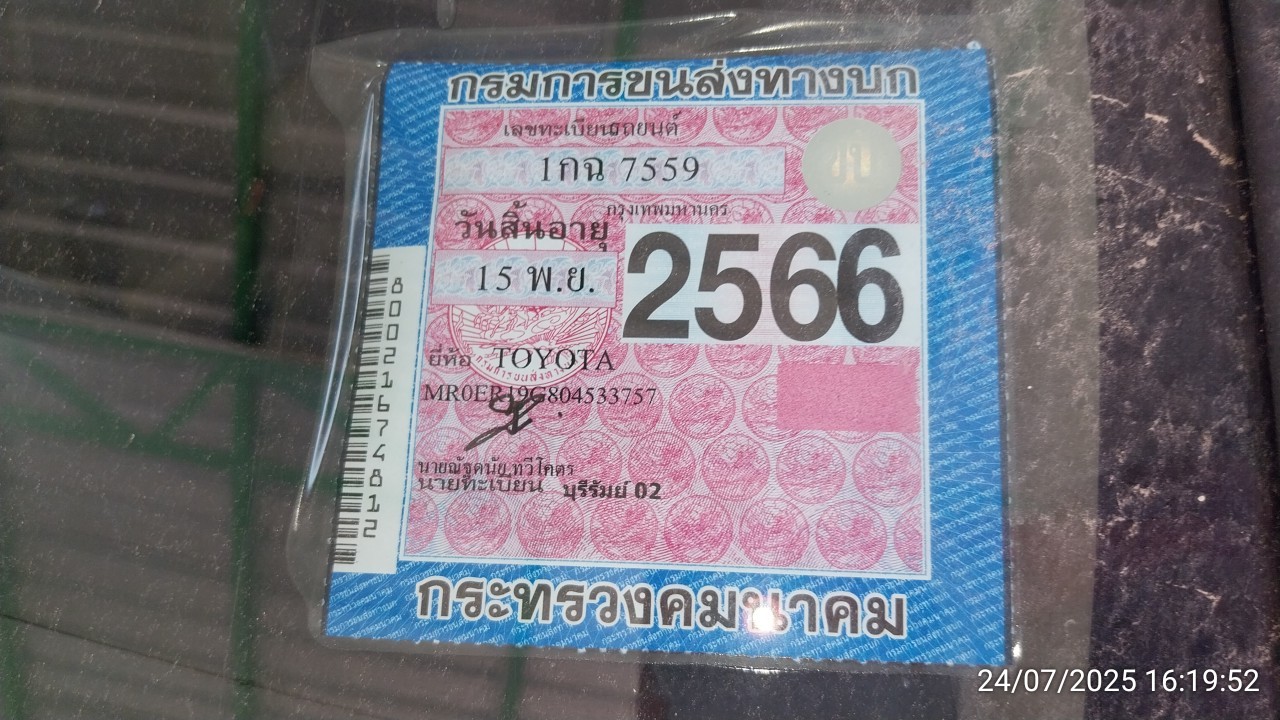 กรมการขนส่งทางบก
เลขทะเบียนรถยนต์
1กฉ 7559
กรุงเทพมหานคร
วันสิ้นอายุ
15 พ.ย.
2566
ยี่ห้อ TOYOTA
MR0ER19G804533757
นายณัฐดนัย ทวีโคตร
นายทะเบียน บุรีรัมย์ 02
8002167481 2
กระทรวงคมนาคม
24/07/2025 16:19:52